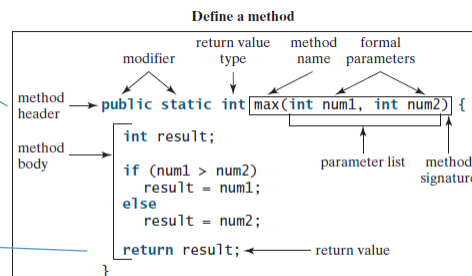 Define a method
return value method formal
modifier type name parameters
method
header
public static int max(int num1, int num2) {
method
body
int result;
if (num1 > num2)
result = num1;
else
result = num2;
parameter list method
signature
return result; return value
}